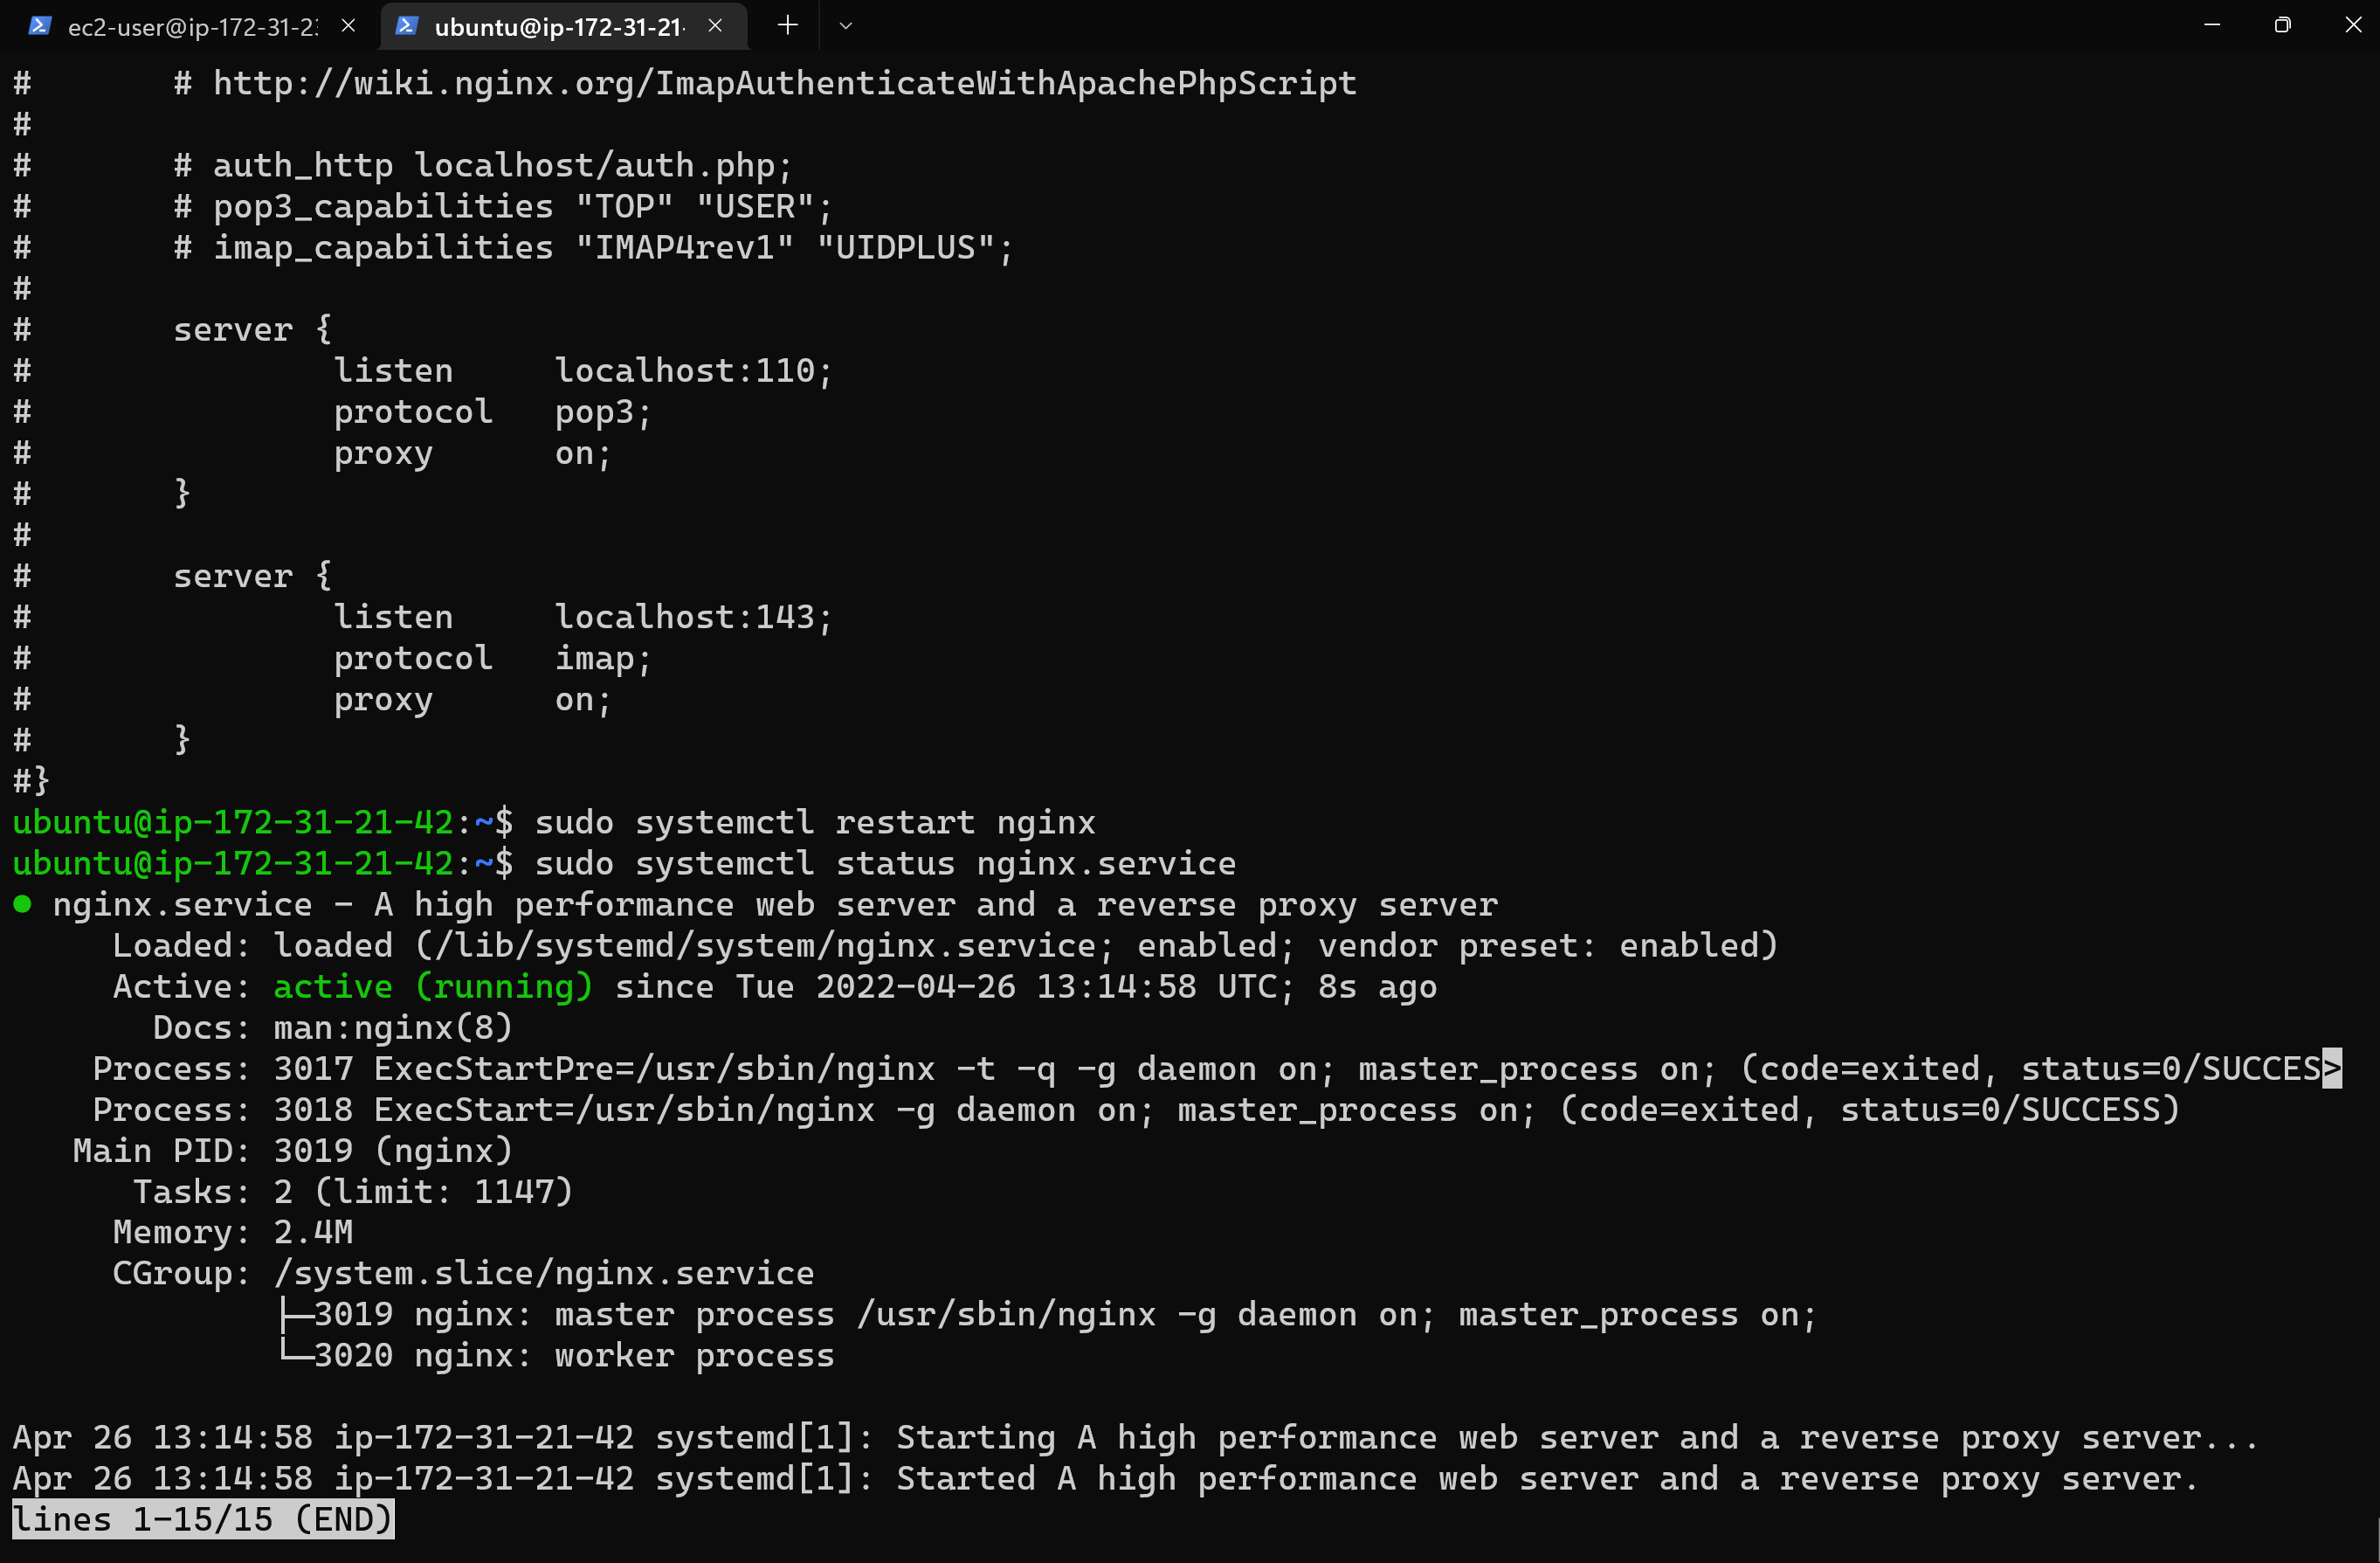 ec2-user@ip-172-31-23 ubuntu@ip-172-31-21-
#       # http://wiki.nginx.org/ImapAuthenticateWithApachePhpScript
#
#       # auth_http localhost/auth.php;
#       # pop3_capabilities "TOP" "USER";
#       # imap_capabilities "IMAP4rev1" "UIDPLUS";
#
#       server {
#               listen     localhost:110;
#               protocol   pop3;
#               proxy      on;
#       }
#
#       server {
#               listen     localhost:143;
#               protocol   imap;
#               proxy      on;
#       }
#}
ubuntu@ip-172-31-21-42:~$ sudo systemctl restart nginx
ubuntu@ip-172-31-21-42:~$ sudo systemctl status nginx.service
● nginx.service - A high performance web server and a reverse proxy server
     Loaded: loaded (/lib/systemd/system/nginx.service; enabled; vendor preset: enabled)
     Active: active (running) since Tue 2022-04-26 13:14:58 UTC; 8s ago
       Docs: man:nginx(8)
    Process: 3017 ExecStartPre=/usr/sbin/nginx -t -q -g daemon on; master_process on; (code=exited, status=0/SUCCES>
    Process: 3018 ExecStart=/usr/sbin/nginx -g daemon on; master_process on; (code=exited, status=0/SUCCESS)
   Main PID: 3019 (nginx)
      Tasks: 2 (limit: 1147)
     Memory: 2.4M
     CGroup: /system.slice/nginx.service
             ├─3019 nginx: master process /usr/sbin/nginx -g daemon on; master_process on;
             └─3020 nginx: worker process
Apr 26 13:14:58 ip-172-31-21-42 systemd[1]: Starting A high performance web server and a reverse proxy server...
Apr 26 13:14:58 ip-172-31-21-42 systemd[1]: Started A high performance web server and a reverse proxy server.
lines 1-15/15 (END)